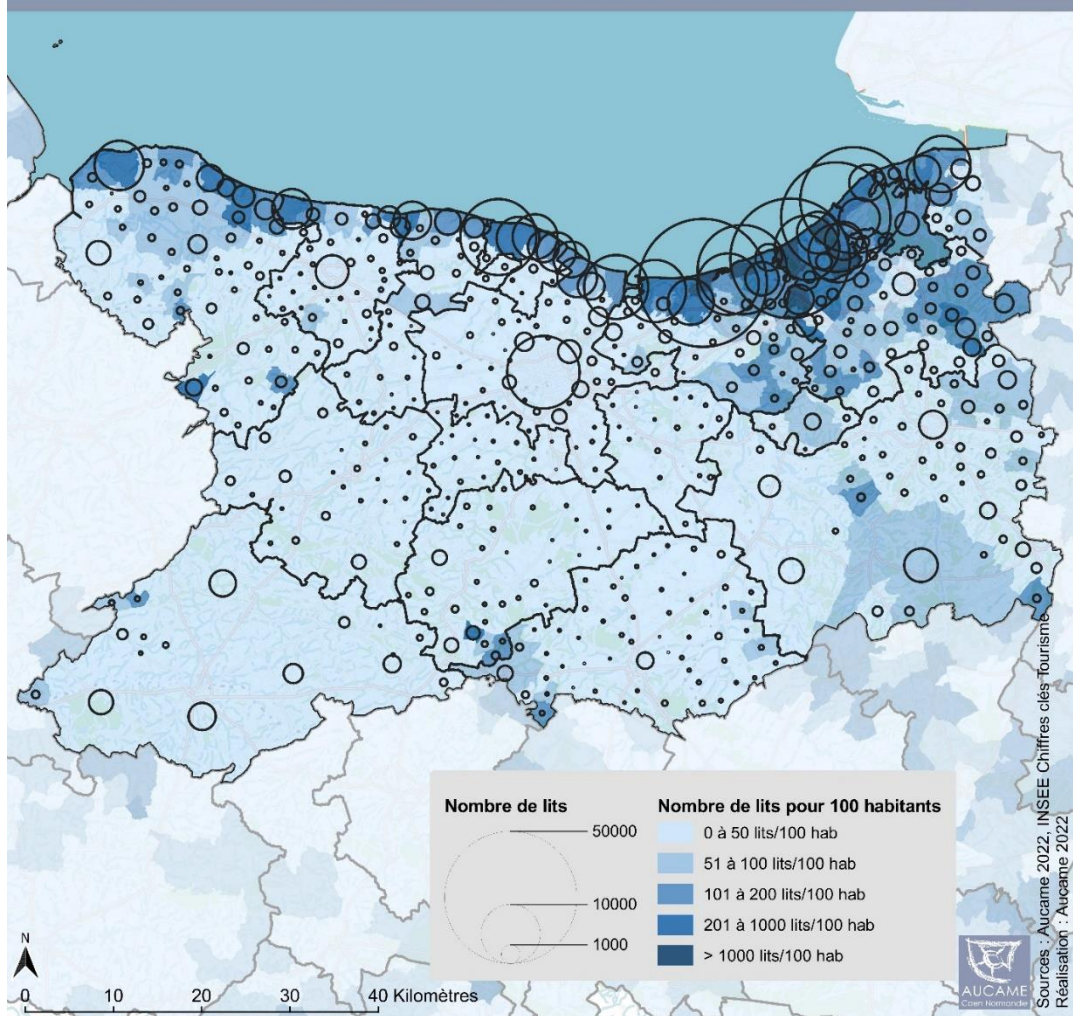 Nombre de lits
50000
10000
1000
Nombre de lits pour 100 habitants
0 à 50 lits/100 hab
51 à 100 lits/100 hab
101 à 200 lits/100 hab
201 à 1000 lits/100 hab
> 1000 lits/100 hab
N
0 10 20 30 40 Kilomètres
AUCAME
Caen Normandie
Sources : Aucame 2022, INSEE Chiffres clés Tourisme
Réalisation : Aucame 2022